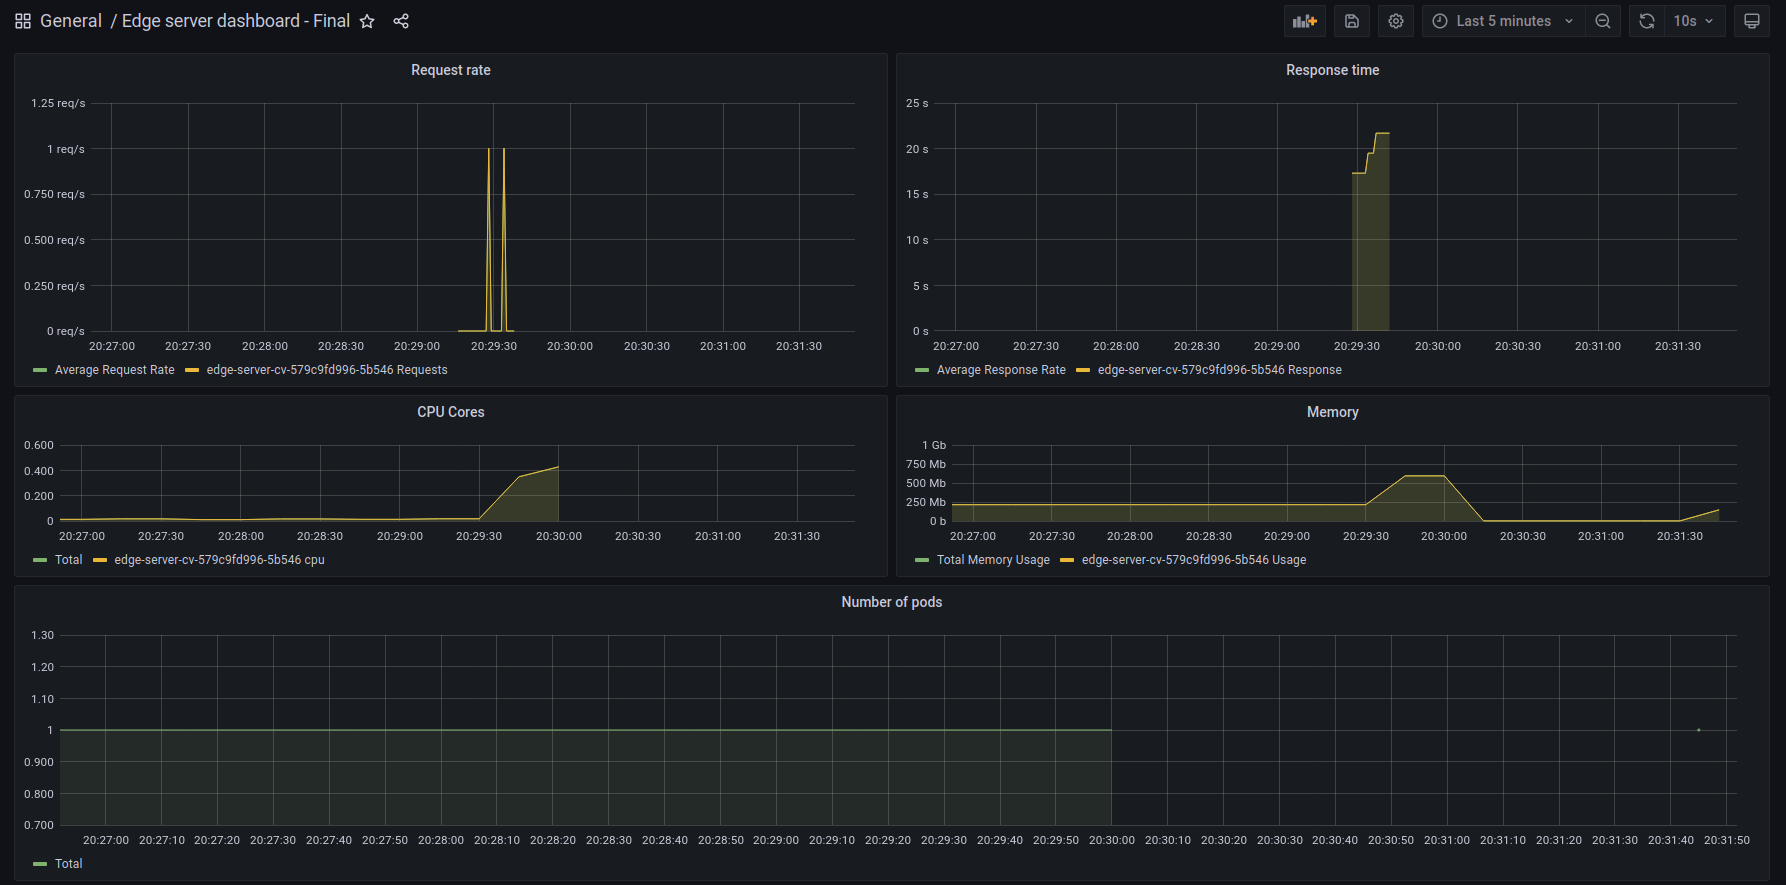 General / Edge server dashboard - Final
Last 5 minutes
10s
Request rate
1.25 req/s
1 req/s
0.750 req/s
0.500 req/s
0.250 req/s
0 req/s
20:27:00 20:27:30 20:28:00 20:28:30 20:29:00 20:29:30 20:30:00 20:30:30 20:31:00 20:31:30
Average Request Rate edge-server-cv-579c9fd996-5b546 Requests
Response time
25 s
20 s
15 s
10 s
5 s
0 s
20:27:00 20:27:30 20:28:00 20:28:30 20:29:00 20:29:30 20:30:00 20:30:30 20:31:00 20:31:30
Average Response Rate edge-server-cv-579c9fd996-5b546 Response
CPU Cores
0.600
0.400
0.200
0
20:27:00 20:27:30 20:28:00 20:28:30 20:29:00 20:29:30 20:30:00 20:30:30 20:31:00 20:31:30
Total edge-server-cv-579c9fd996-5b546 cpu
Memory
1 Gb
750 Mb
500 Mb
250 Mb
0 b
20:27:00 20:27:30 20:28:00 20:28:30 20:29:00 20:29:30 20:30:00 20:30:30 20:31:00 20:31:30
Total Memory Usage edge-server-cv-579c9fd996-5b546 Usage
Number of pods
1.30
1.20
1.10
1
0.900
0.800
0.700
20:27:00 20:27:10 20:27:20 20:27:30 20:27:40 20:27:50 20:28:00 20:28:10 20:28:20 20:28:30 20:28:40 20:28:50 20:29:00 20:29:10 20:29:20 20:29:30 20:29:40 20:29:50 20:30:00 20:30:10 20:30:20 20:30:30 20:30:40 20:30:50 20:31:00 20:31:10 20:31:20 20:31:30 20:31:40 20:31:50
Total